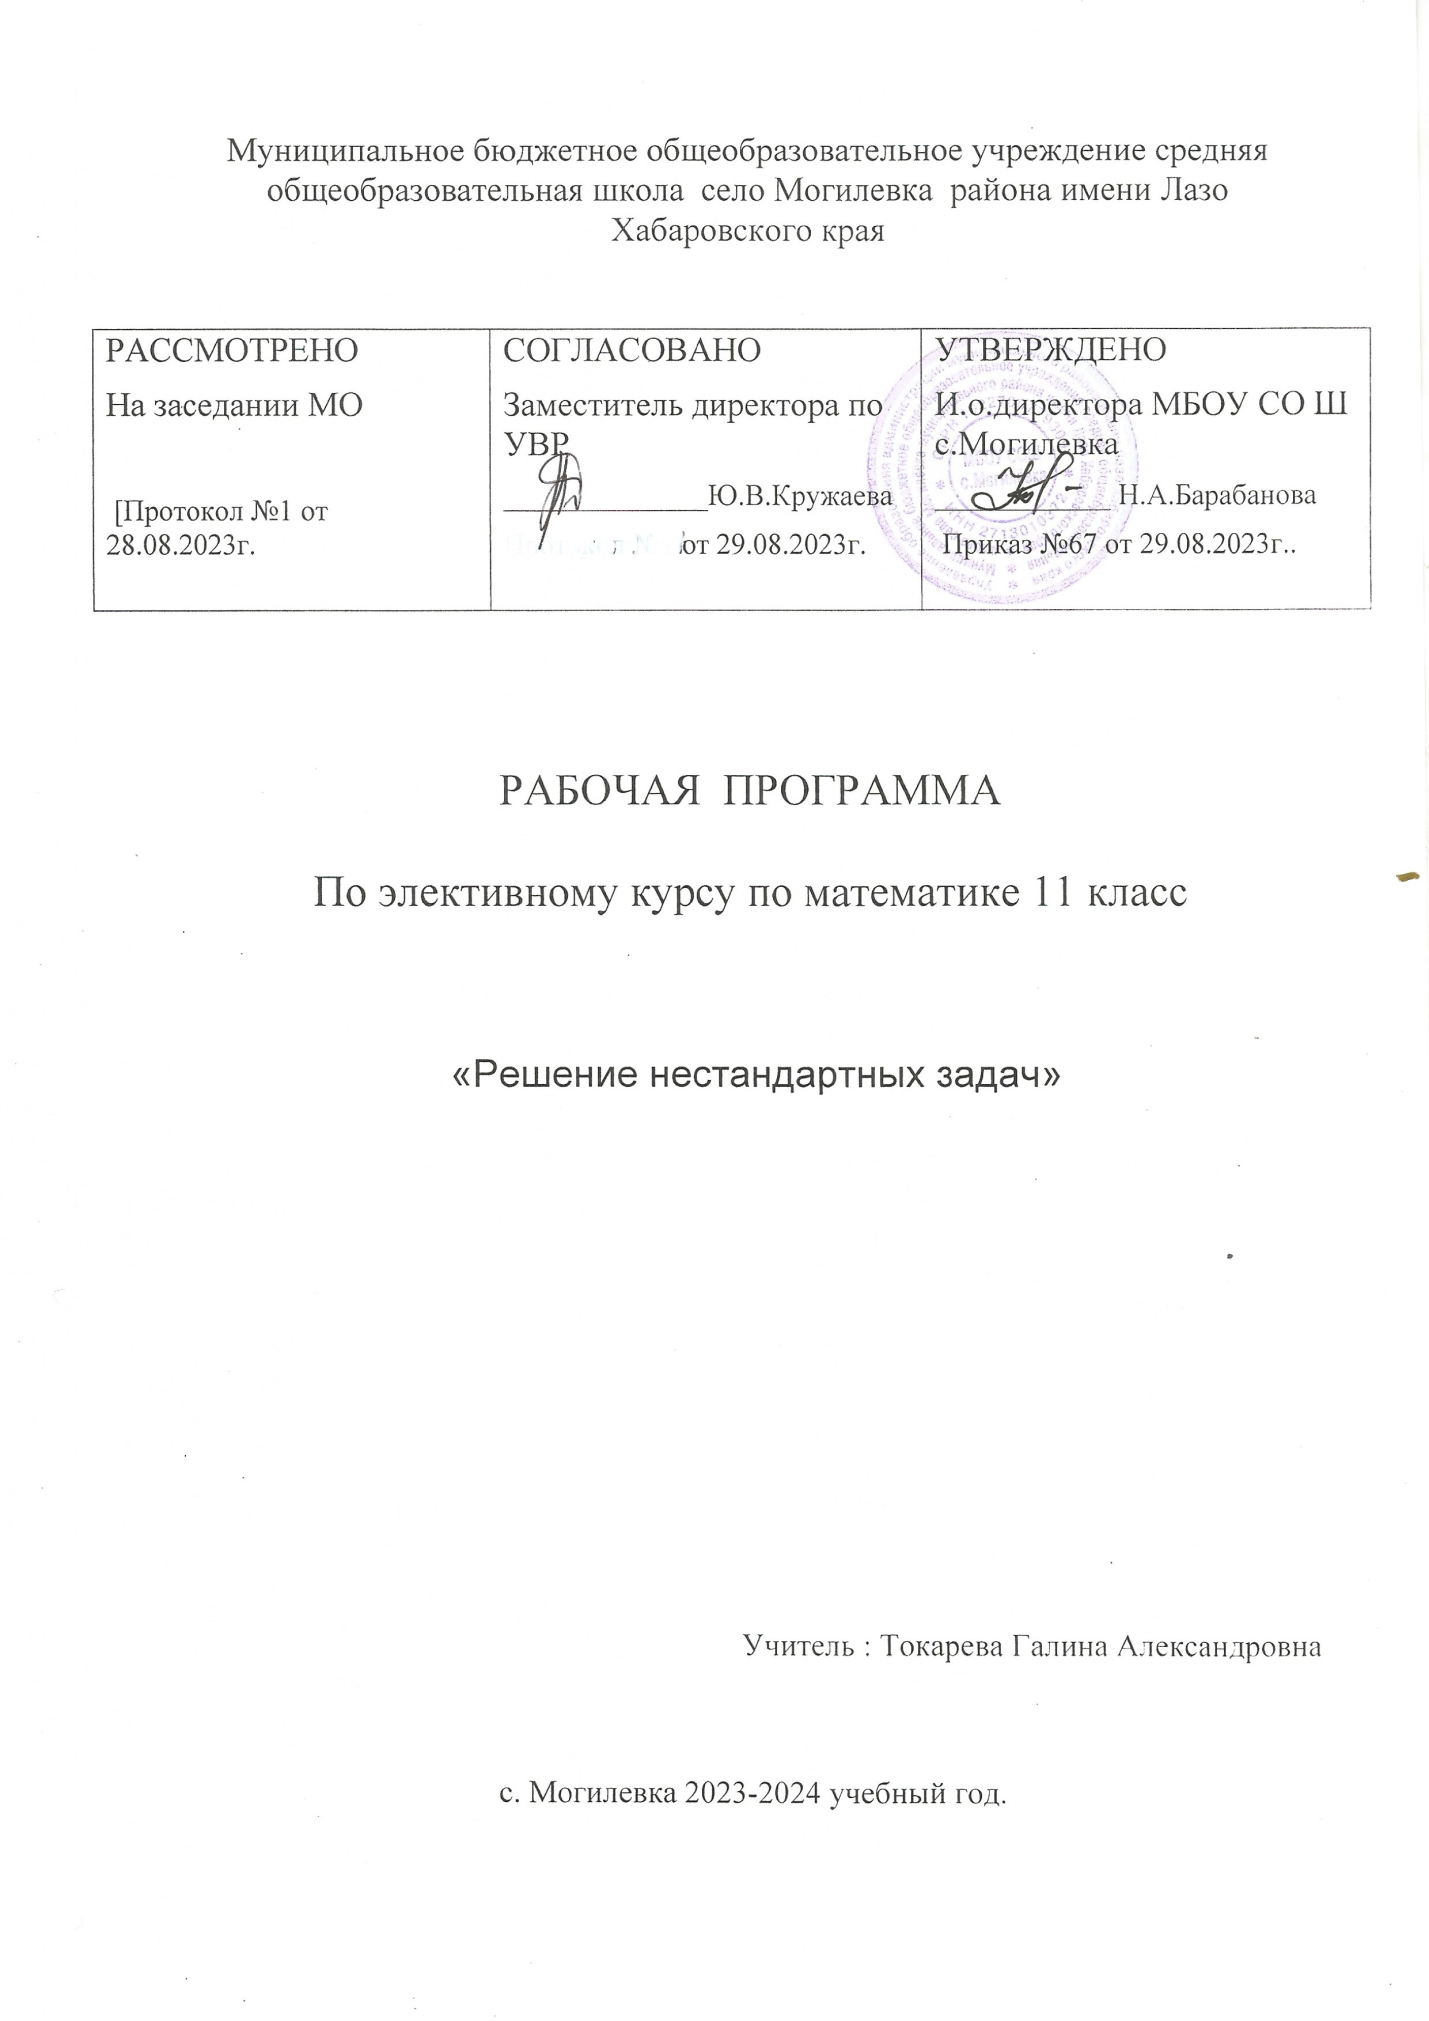 Муниципальное бюджетное общеобразовательное учреждение средняя
общеобразовательная школа село Могилевка района имени Лазо
Хабаровского края
РАССМОТРЕНО
На заседании МО
[Протокол №1 от
28.08.2023г.
СОГЛАСОВАНО
Заместитель директора по
УВР
Ю.В.Кружаева
от 29.08.2023г.
УТВЕРЖДЕНО
И.о.директора МБОУ СО Ш
с.Могилевка
Н.А.Барабанова
Приказ №67 от 29.08.2023г..
РАБОЧАЯ ПРОГРАММА
По элективному курсу по математике 11 класс
«Решение нестандартных задач»
Учитель : Токарева Галина Александровна
с. Могилевка 2023-2024 учебный год.